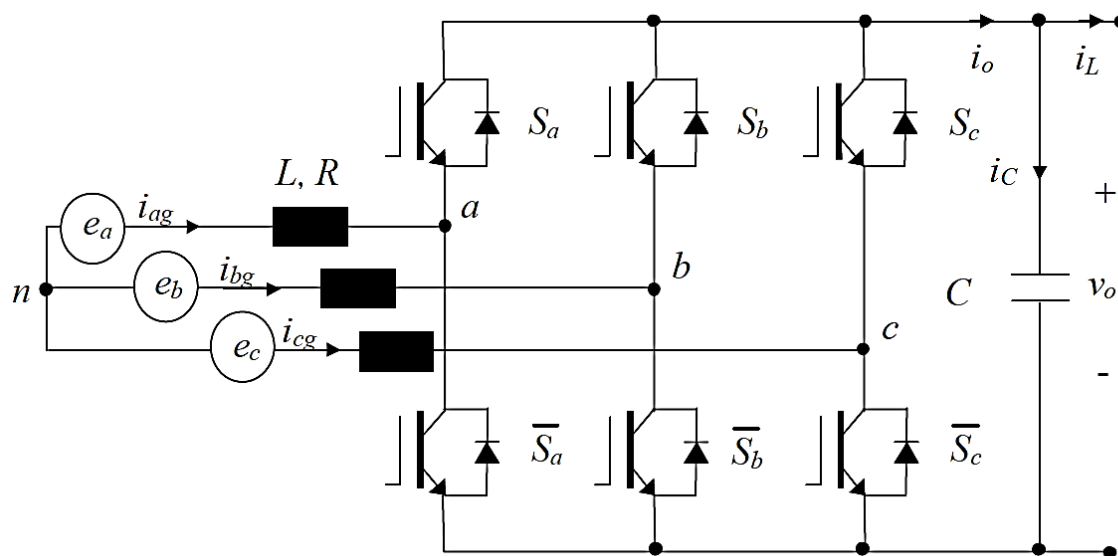 i_o i_L
S_a S_b S_c
L, R
i_C
+
i_ag a
e_a
i_bg b
n e_b C v_o
i_cg c
e_c
-
S̅_a S̅_b S̅_c